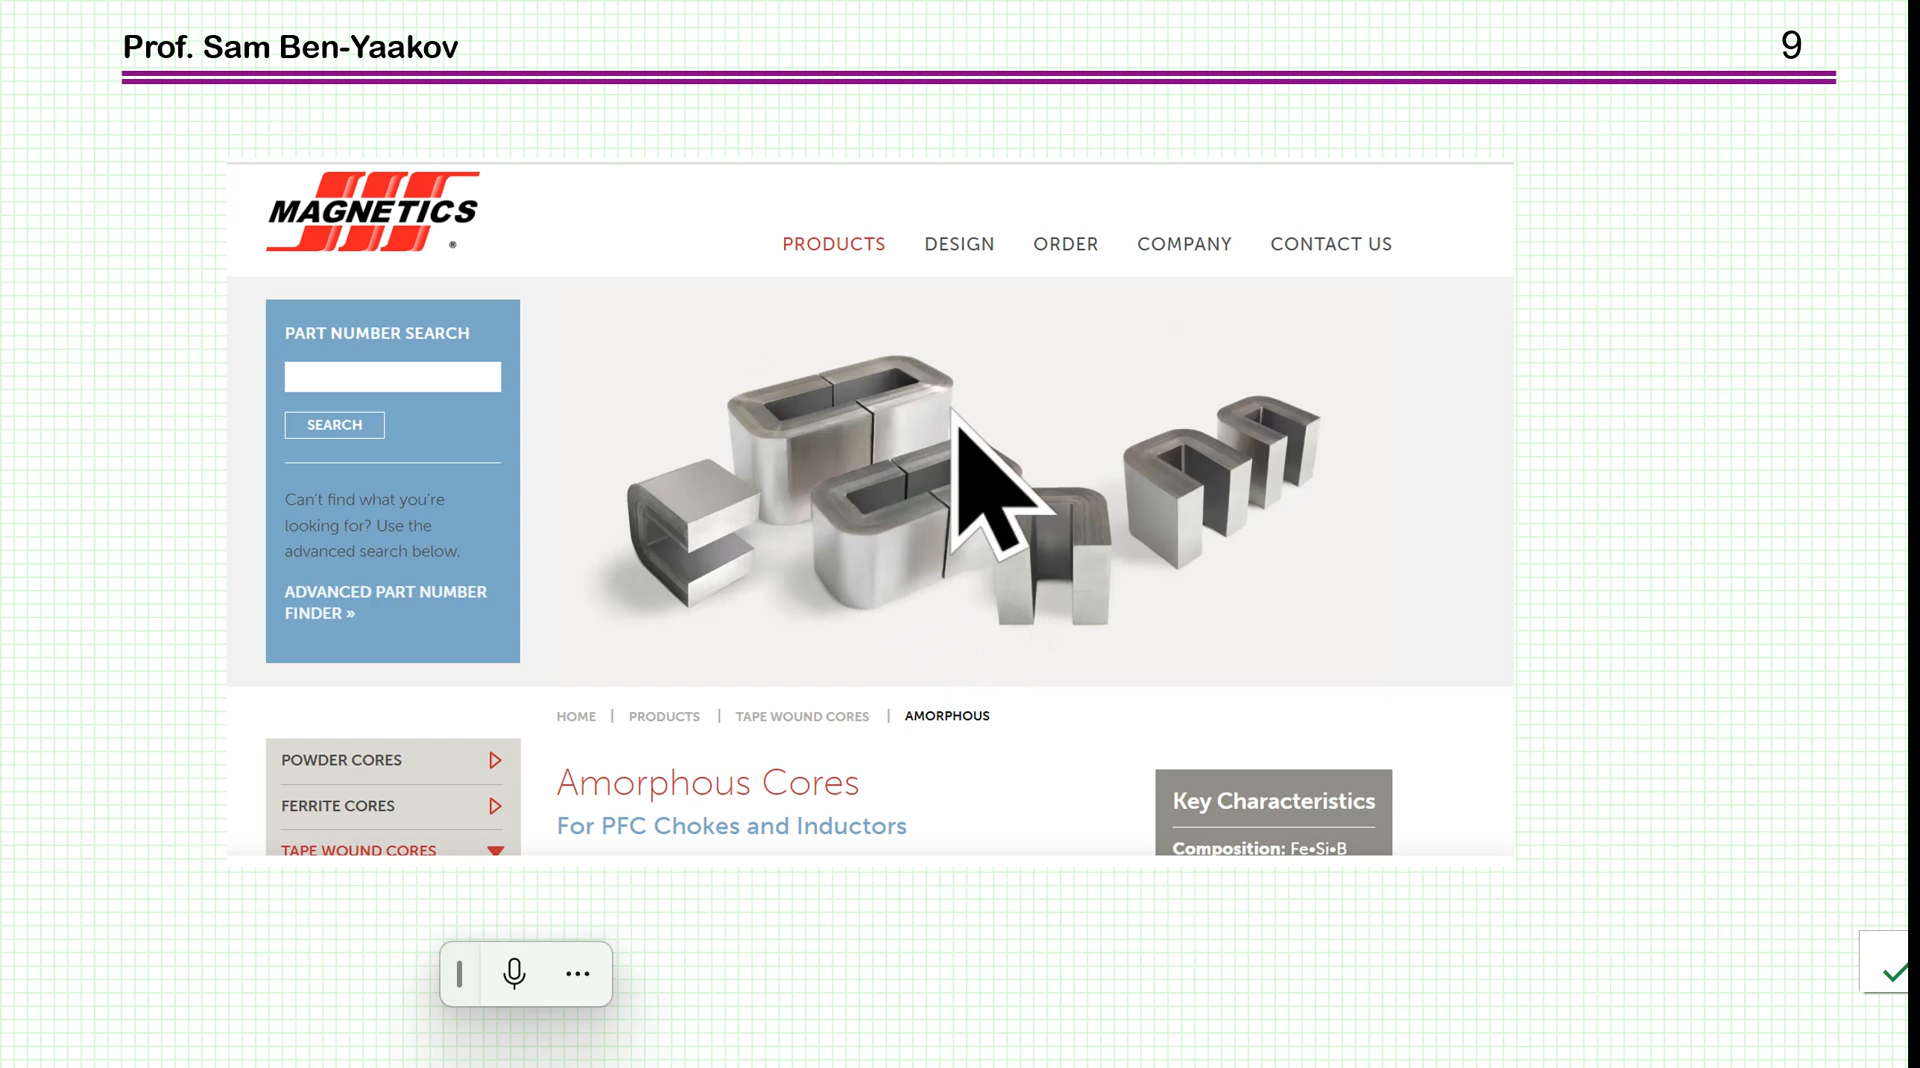 Prof. Sam Ben-Yaakov
9
MAGNETICS
®
PRODUCTS DESIGN ORDER COMPANY CONTACT US
PART NUMBER SEARCH
SEARCH
Can't find what you're
looking for? Use the
advanced search below.
ADVANCED PART NUMBER
FINDER »
HOME | PRODUCTS | TAPE WOUND CORES | AMORPHOUS
POWDER CORES
FERRITE CORES
TAPE WOUND CORES
Amorphous Cores
For PFC Chokes and Inductors
Key Characteristics
Composition: Fe•Si•B